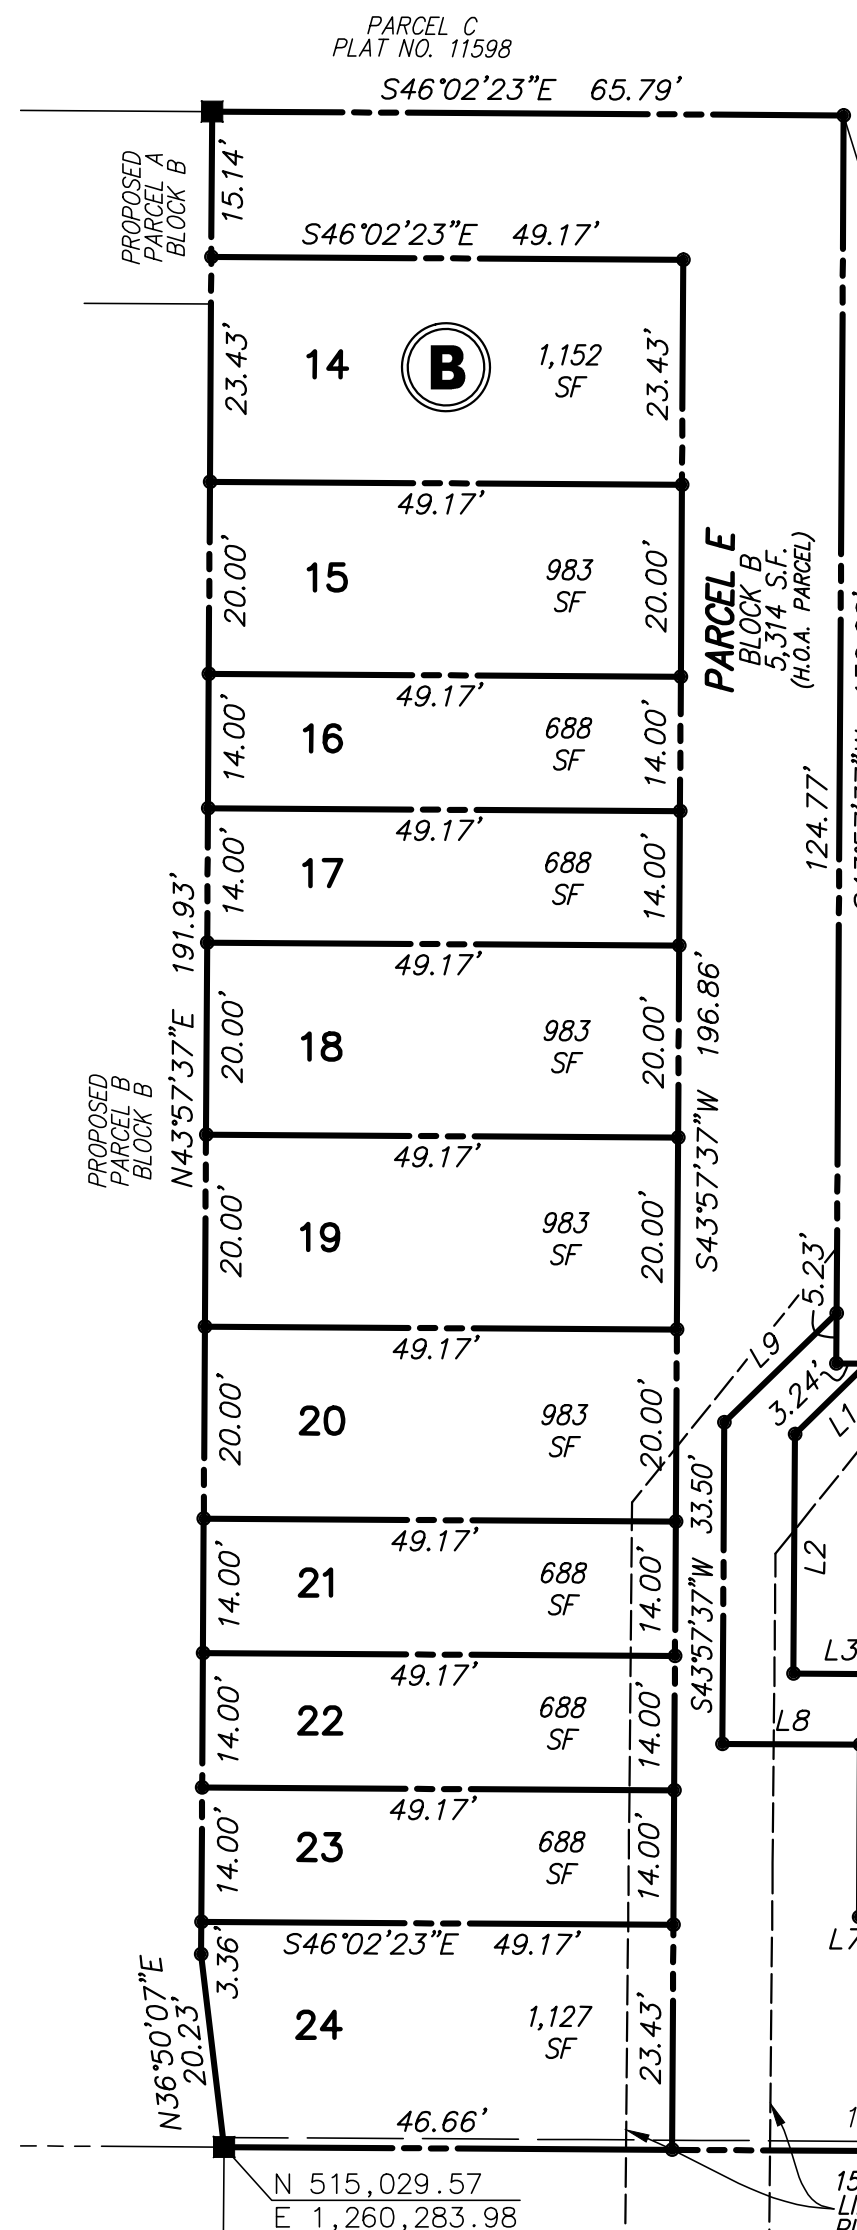 PARCEL C
PLAT NO. 11598
S46°02'23"E 65.79'
PROPOSED
PARCEL A
BLOCK B
15.14'
S46°02'23"E 49.17'
23.43'
14
B
1,152
SF
23.43'
49.17'
20.00'
15
983
SF
20.00'
PARCEL E
BLOCK B
5,314 S.F.
(H.O.A. PARCEL)
49.17'
14.00'
16
688
SF
14.00'
124.77'
49.17'
14.00'
17
688
SF
14.00'
N43°57'37"E 191.93'
49.17'
20.00'
18
983
SF
20.00'
S43°57'37"W 196.86'
PROPOSED
PARCEL B
BLOCK B
49.17'
20.00'
19
983
SF
20.00'
5.23'
L9
49.17'
3.24'
L1
20.00'
20
983
SF
20.00'
S43°57'37"W 33.50'
49.17'
L2
14.00'
21
688
SF
14.00'
L3
49.17'
14.00'
22
688
SF
14.00'
L8
49.17'
14.00'
23
688
SF
14.00'
L7
S46°02'23"E 49.17'
3.36'
N36°50'07"E
20.23'
24
1,127
SF
23.43'
46.66'
N 515,029.57
E 1,260,283.98